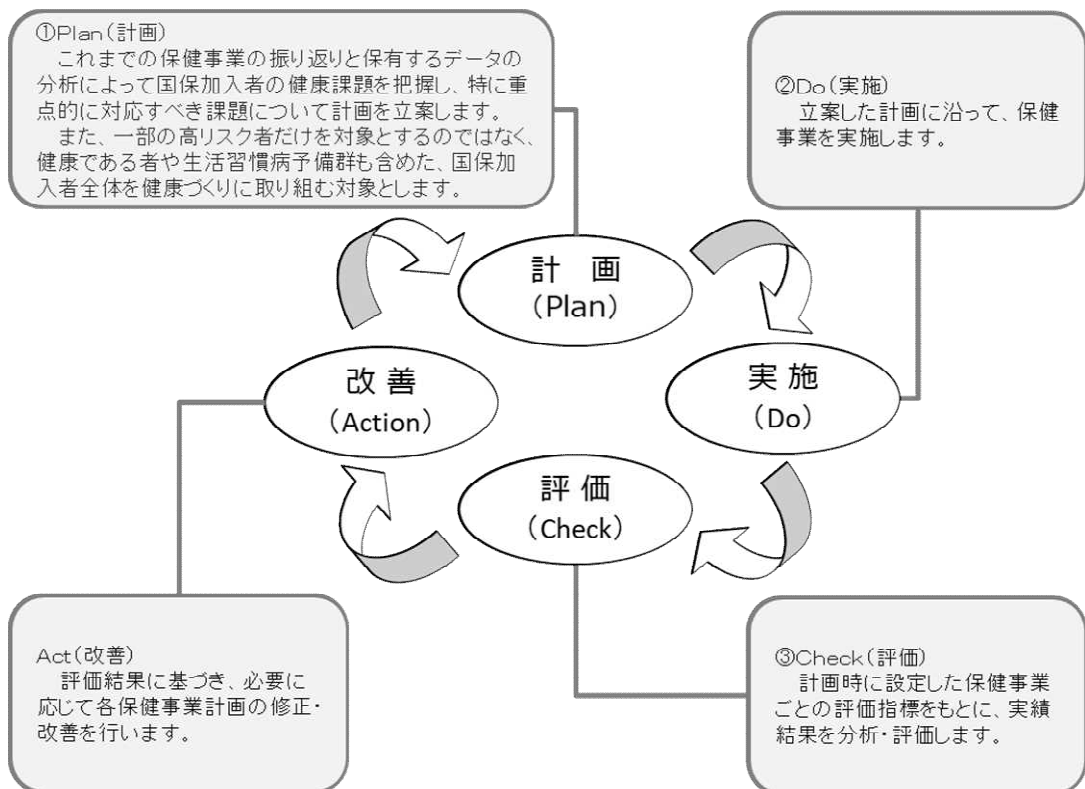 ①Plan(計画)
これまでの保健事業の振り返りと保有するデータの
分析によって国保加入者の健康課題を把握し、特に重
点的に対応すべき課題について計画を立案します。
また、一部の高リスク者だけを対象とするのではなく、
健康である者や生活習慣病予備群も含めた、国保加
入者全体を健康づくりに取り組む対象とします。
②Do(実施)
立案した計画に沿って、保健
事業を実施します。
計 画
(Plan)
実 施
(Do)
改 善
(Action)
評 価
(Check)
Act(改善)
評価結果に基づき、必要に
応じて各保健事業計画の修正・
改善を行います。
③Check(評価)
計画時に設定した保健事業
ごとの評価指標をもとに、実績
結果を分析・評価します。